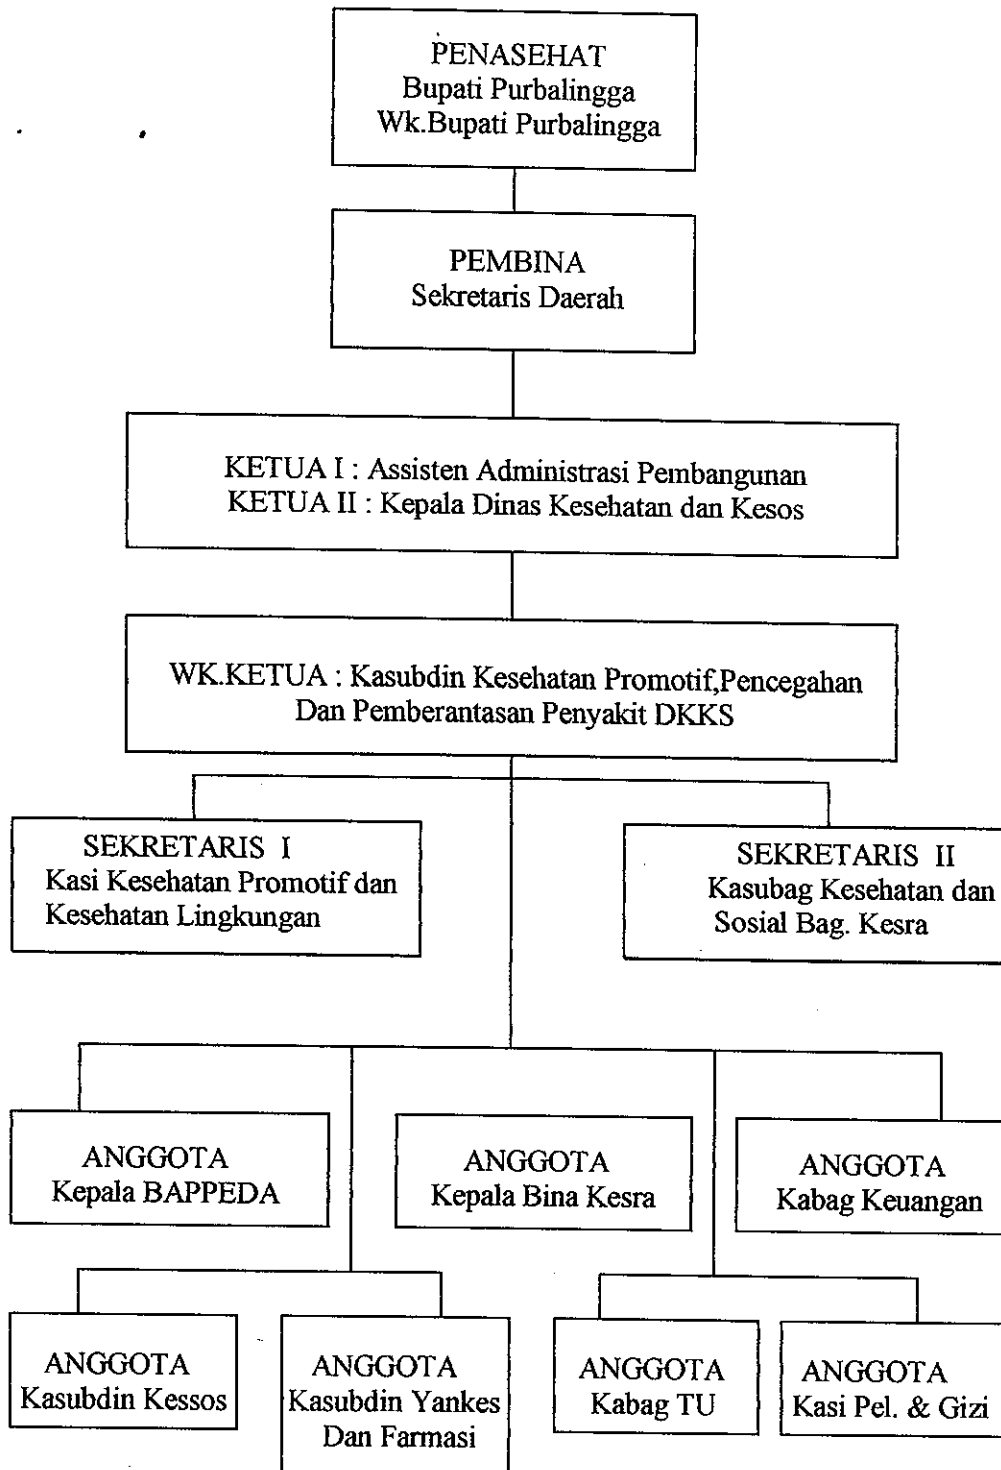 PENASEHAT
Bupati Purbalingga
Wk.Bupati Purbalingga
PEMBINA
Sekretaris Daerah
KETUA I : Assisten Administrasi Pembangunan
KETUA II : Kepala Dinas Kesehatan dan Kesos
WK.KETUA : Kasubdin Kesehatan Promotif,Pencegahan
Dan Pemberantasan Penyakit DKKS
SEKRETARIS I
Kasi Kesehatan Promotif dan
Kesehatan Lingkungan
SEKRETARIS II
Kasubag Kesehatan dan
Sosial Bag. Kesra
ANGGOTA
Kepala BAPPEDA
ANGGOTA
Kepala Bina Kesra
ANGGOTA
Kabag Keuangan
ANGGOTA
Kasubdin Kessos
ANGGOTA
Kasubdin Yankes
Dan Farmasi
ANGGOTA
Kabag TU
ANGGOTA
Kasi Pel. & Gizi